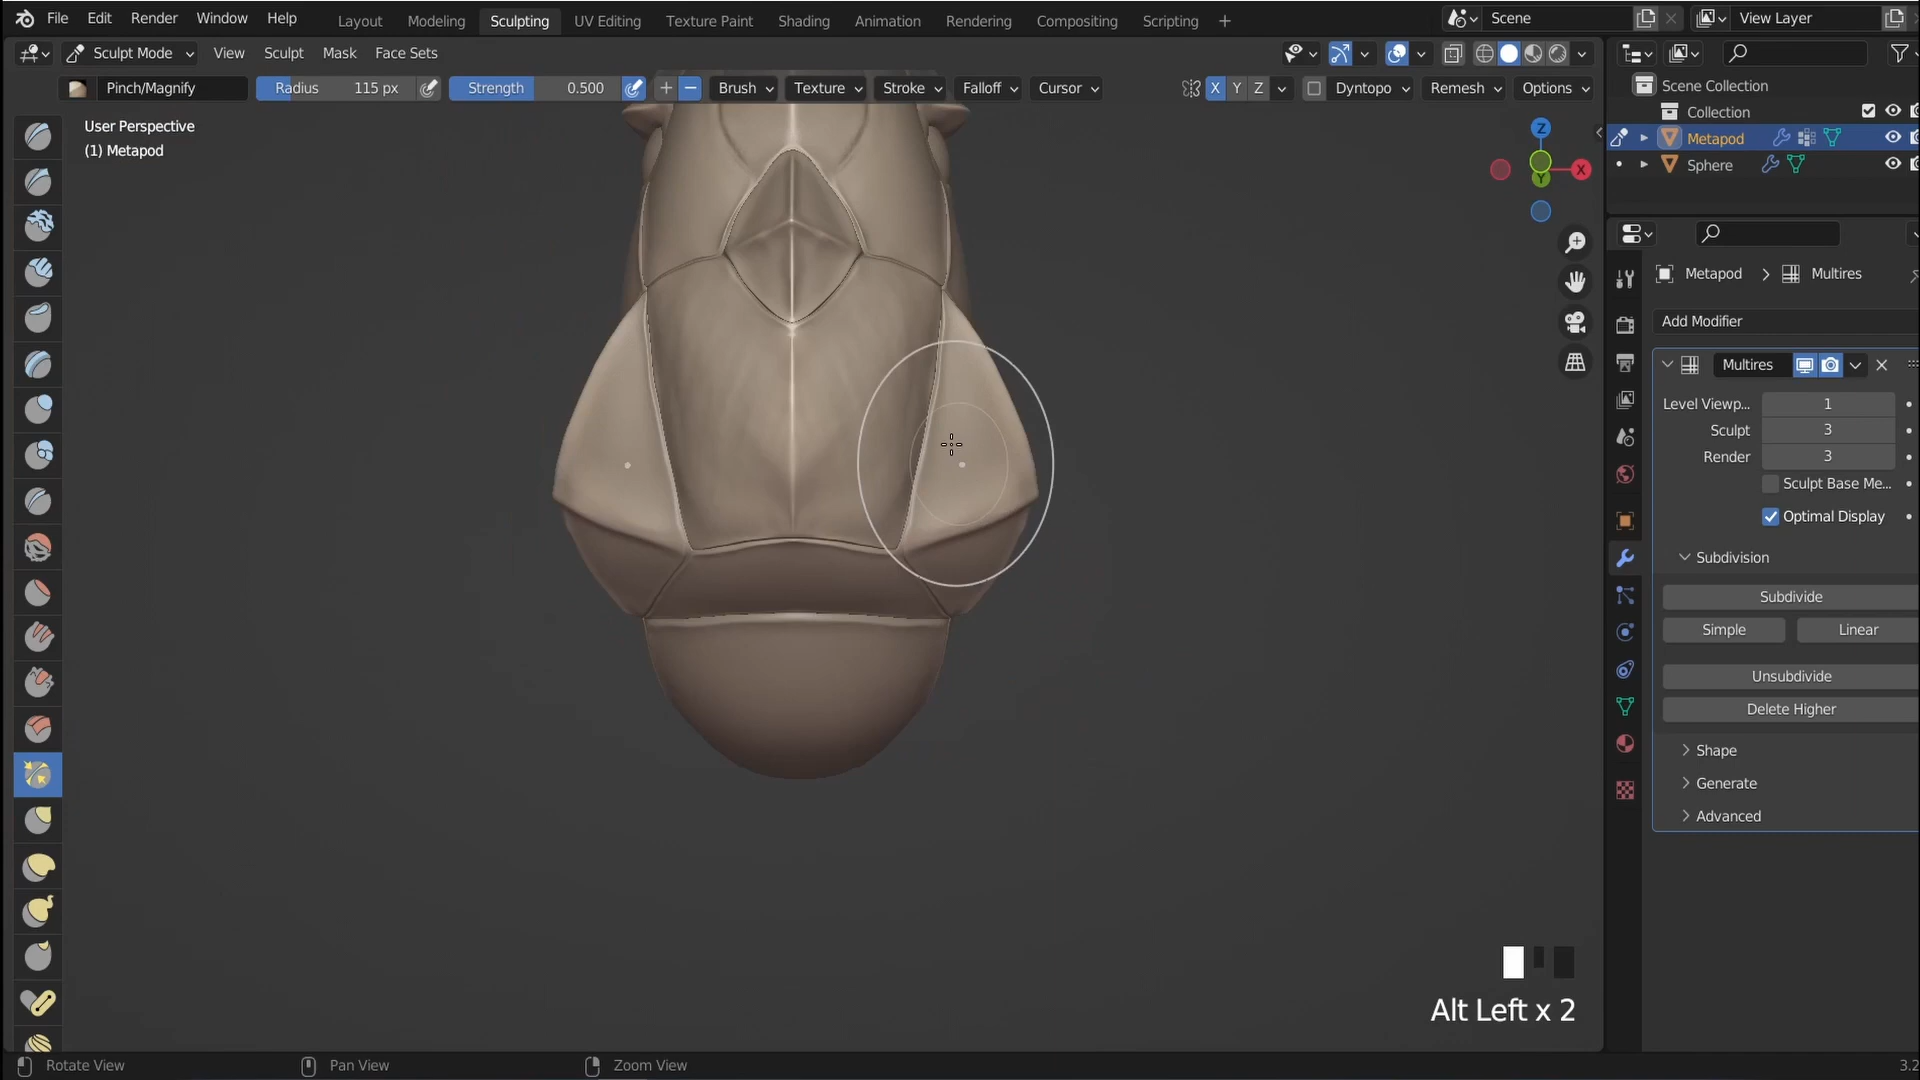 File Edit Render Window Help Layout Modeling Sculpting UV Editing Texture Paint Shading Animation Rendering Compositing Scripting + Scene View Layer
Sculpt Mode View Sculpt Mask Face Sets
Pinch/Magnify Radius 115 px Strength 0.500 Brush Texture Stroke Falloff Cursor X Y Z Dyntopo Remesh Options
User Perspective
(1) Metapod
Z
X
Y
Scene Collection
Collection
Metapod
Sphere
Metapod > Multires
Add Modifier
Multires
Level Viewp... 1
Sculpt 3
Render 3
Sculpt Base Me...
Optimal Display
Subdivision
Subdivide
Simple Linear
Unsubdivide
Delete Higher
Shape
Generate
Advanced
Alt Left x 2
Rotate View Pan View Zoom View 3.2